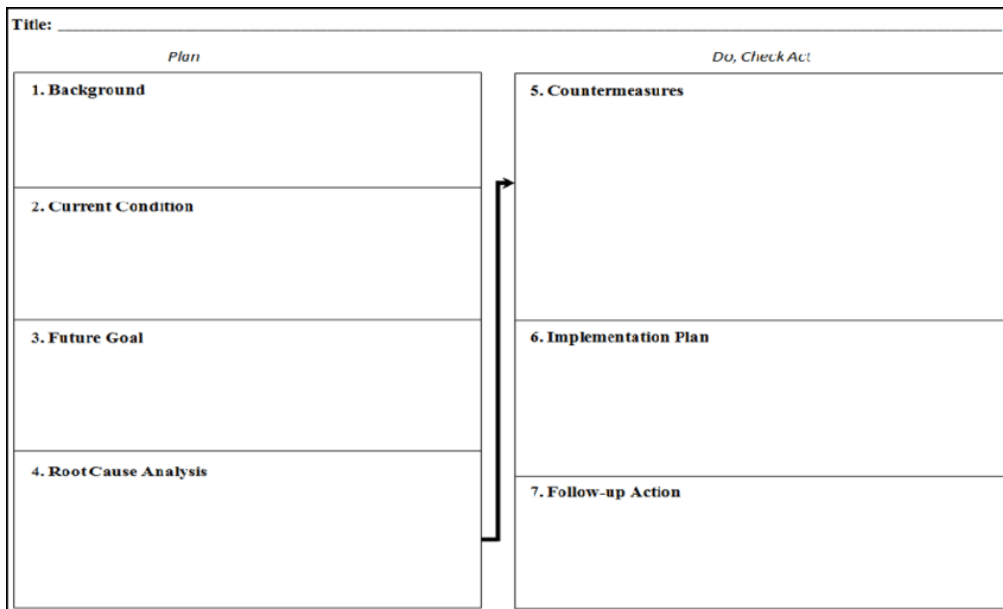 Title:
Plan
1. Background
2. Current Condition
3. Future Goal
4. Root Cause Analysis
Do, Check Act
5. Countermeasures
6. Implementation Plan
7. Follow-up Action